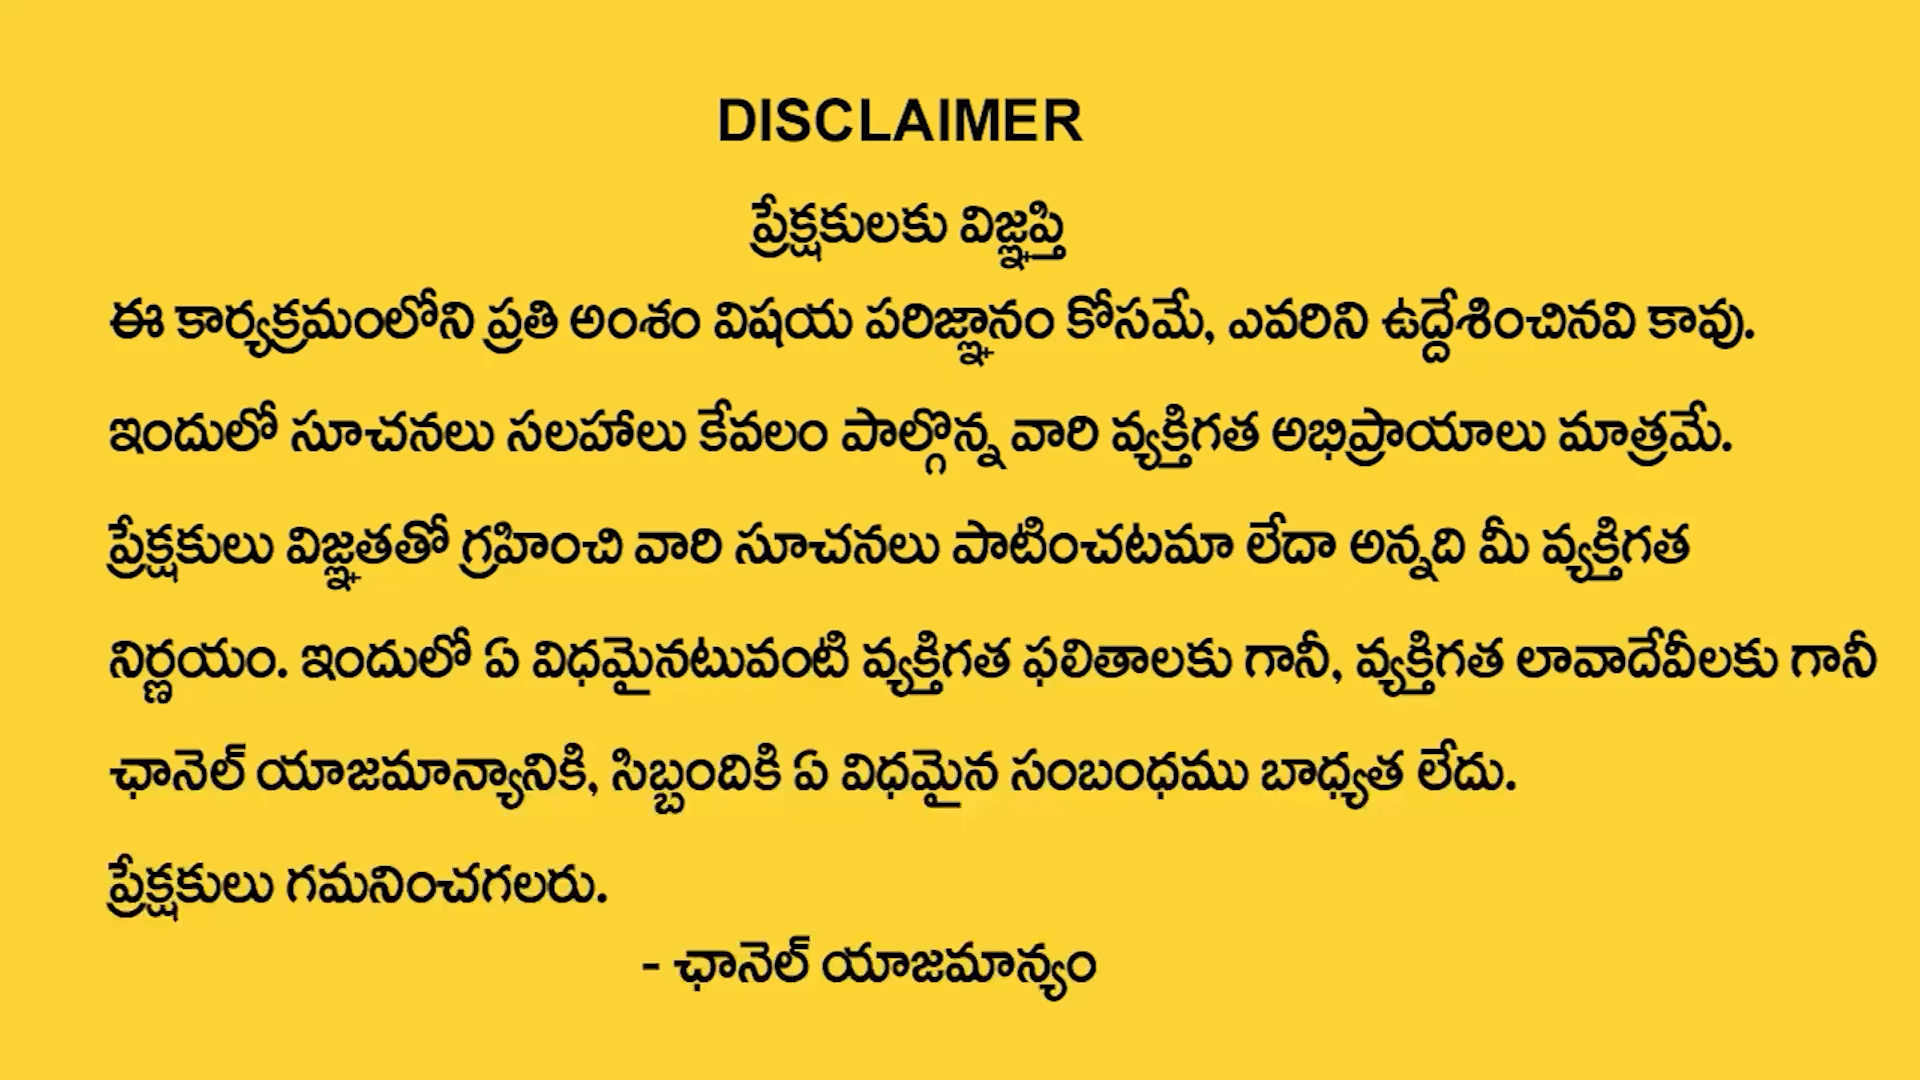 DISCLAIMER
ప్రేక్షకులకు విజ్ఞప్తి
ఈ కార్యక్రమంలోని ప్రతి అంశం విషయ పరిజ్ఞానం కోసమే, ఎవరిని ఉద్దేశించినవి కావు.
ఇందులో సూచనలు సలహాలు కేవలం పాల్గొన్న వారి వ్యక్తిగత అభిప్రాయాలు మాత్రమే.
ప్రేక్షకులు విజ్ఞతతో గ్రహించి వారి సూచనలు పాటించటమా లేదా అన్నది మీ వ్యక్తిగత
నిర్ణయం. ఇందులో ఏ విధమైనటువంటి వ్యక్తిగత ఫలితాలకు గానీ, వ్యక్తిగత లావాదేవీలకు గానీ
ఛానెల్ యాజమాన్యానికి, సిబ్బందికి ఏ విధమైన సంబంధము బాధ్యత లేదు.
ప్రేక్షకులు గమనించగలరు.
- ఛానెల్ యాజమాన్యం